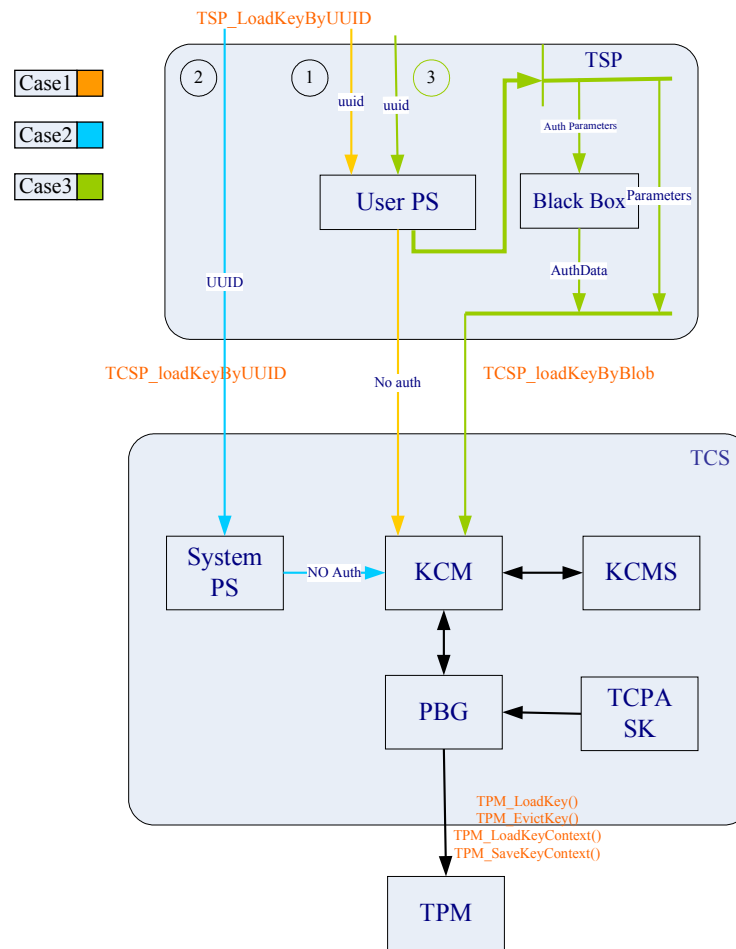 TSP_LoadKeyByUUID
TSP
2
1
3
Case1
Case2
Case3
uuid
uuid
Auth Parameters
User PS
Black Box
Parameters
AuthData
UUID
TCSP_loadKeyByUUID
No auth
TCSP_loadKeyByBlob
TCS
System
PS
NO Auth
KCM
KCMS
PBG
TCPA
SK
TPM_LoadKey()
TPM_EvictKey()
TPM_LoadKeyContext()
TPM_SaveKeyContext()
TPM